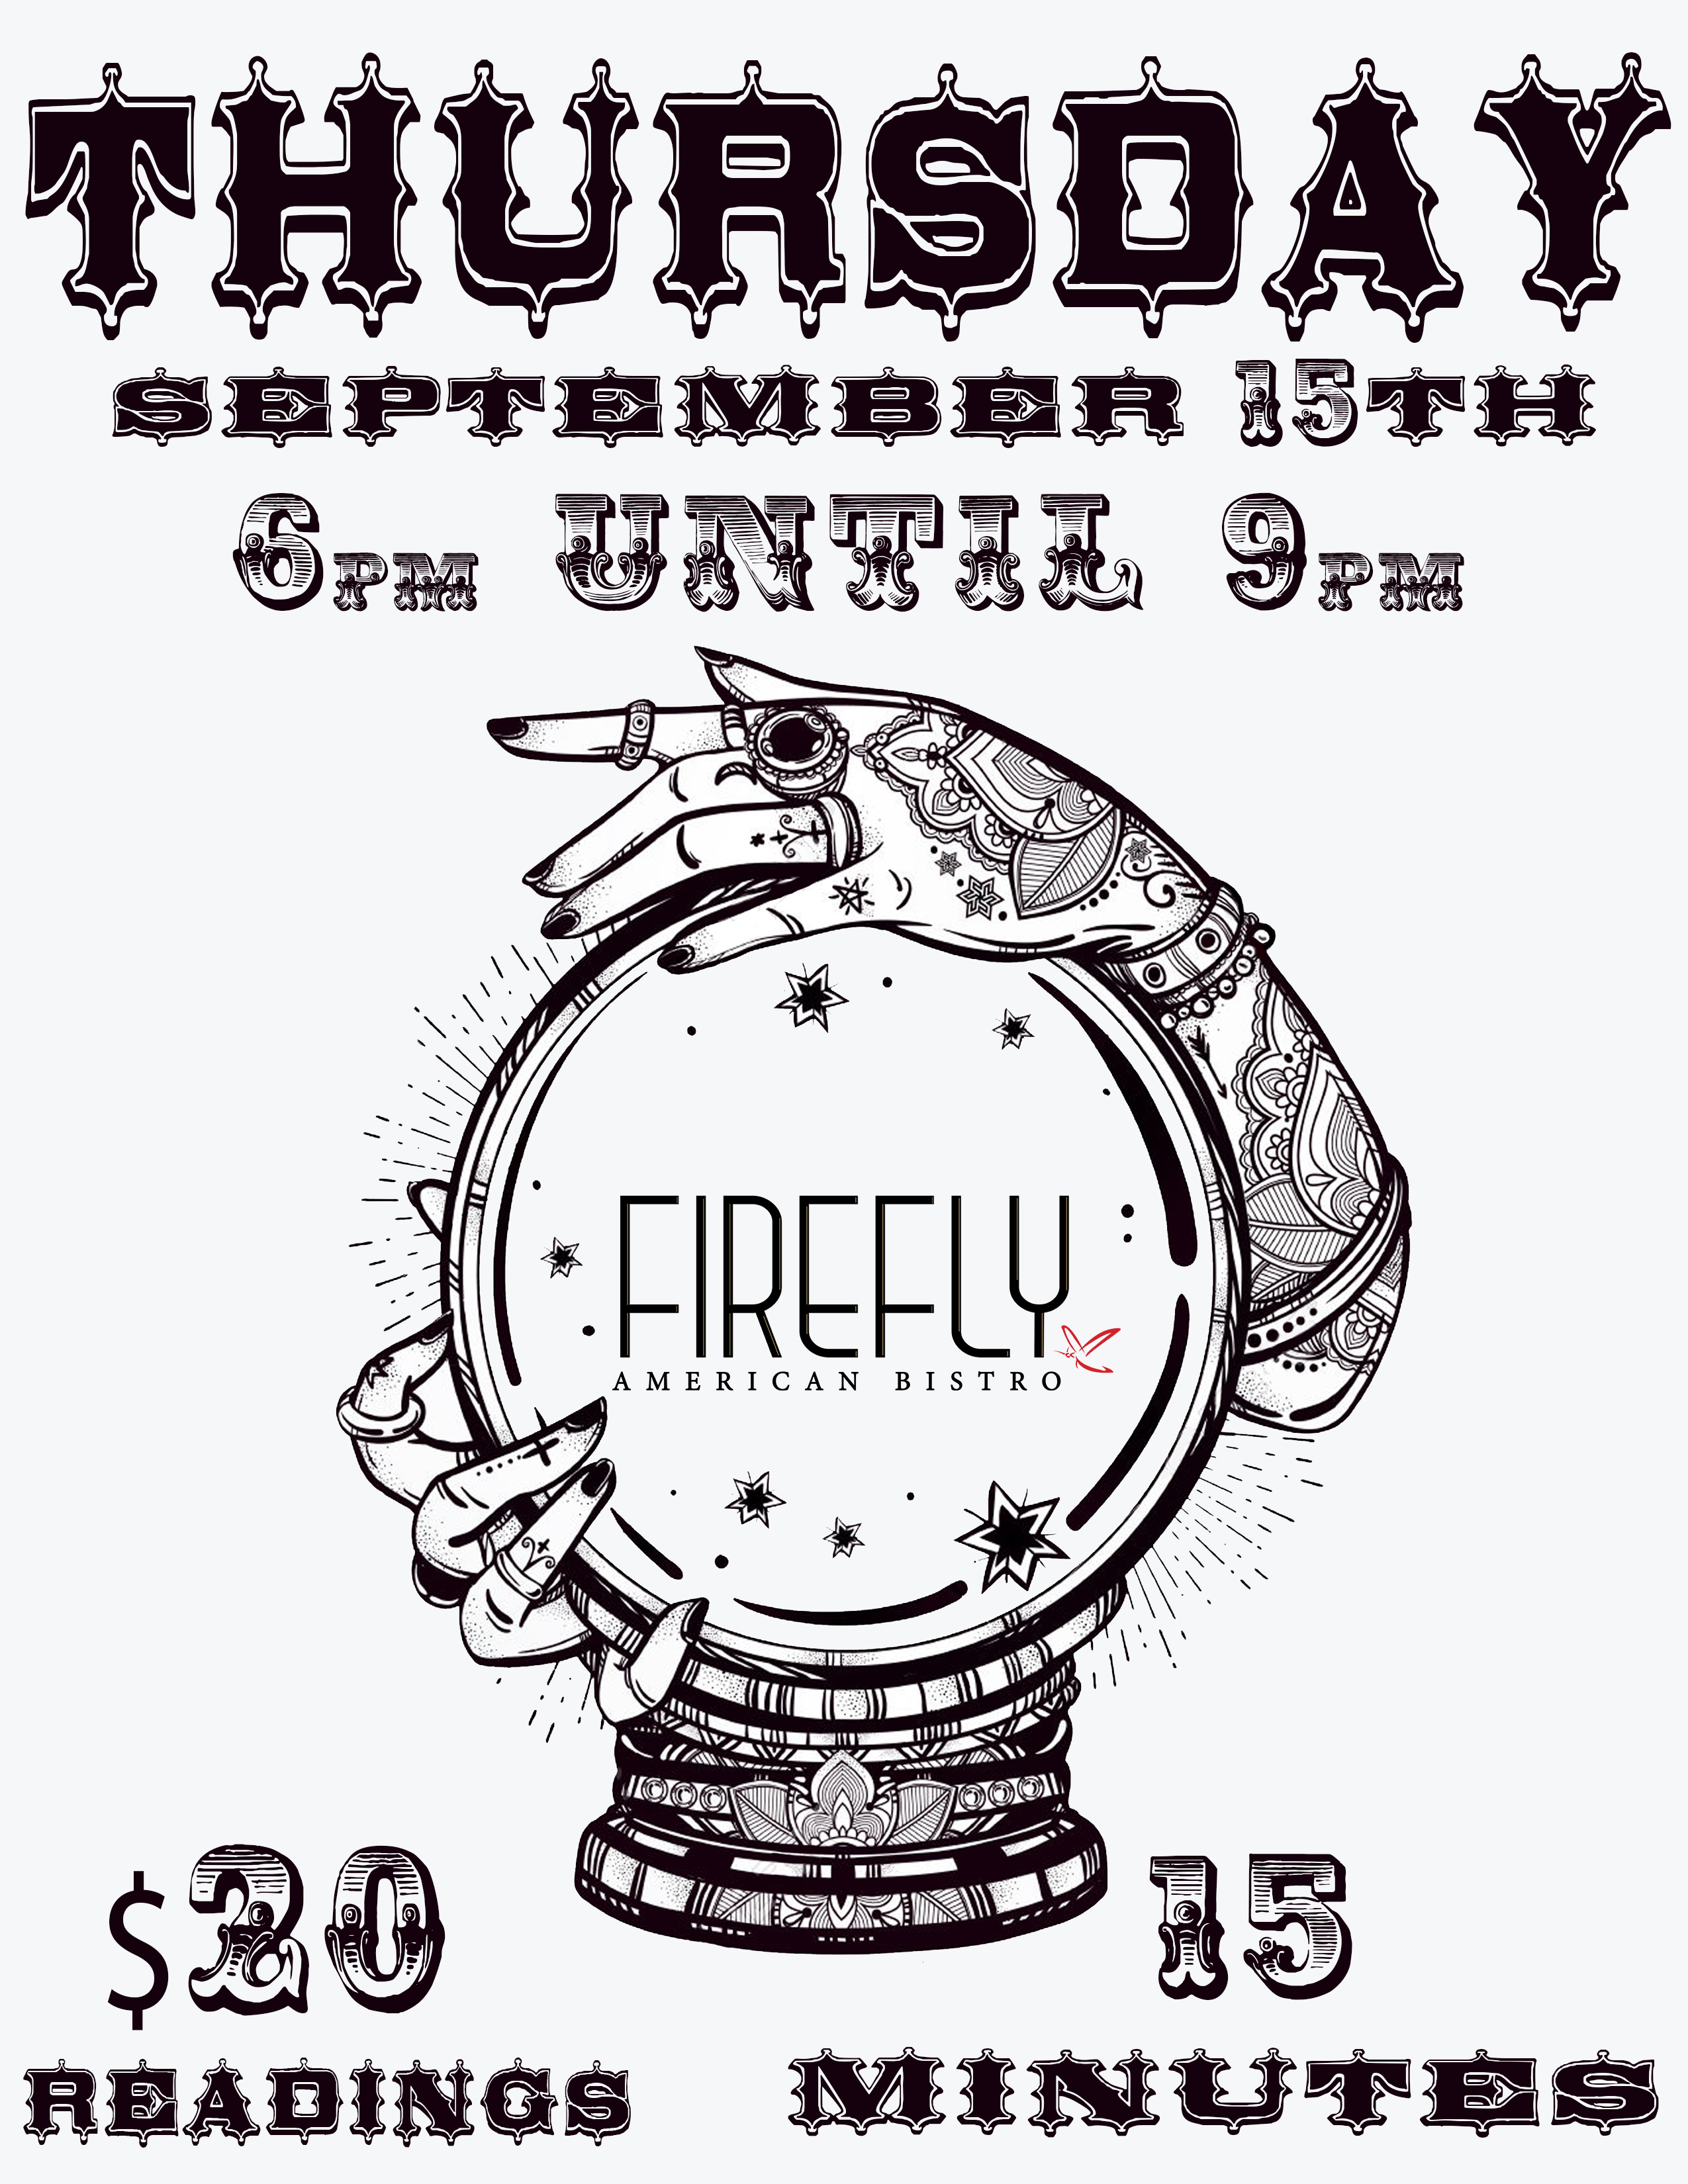 THURSDAY
SEPTEMBER 15TH
6PM UNTIL 9PM
FIREFLY
AMERICAN BISTRO
$20 15
READINGS MINUTES